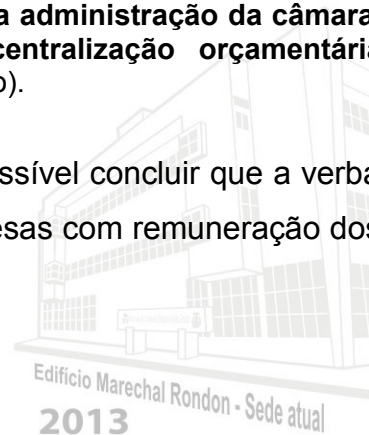 a administração da câmara
centralização orçamentária
o).
ssível concluir que a verba
esas com remuneração dos
Edifício Marechal Rondon - Sede atual
2013